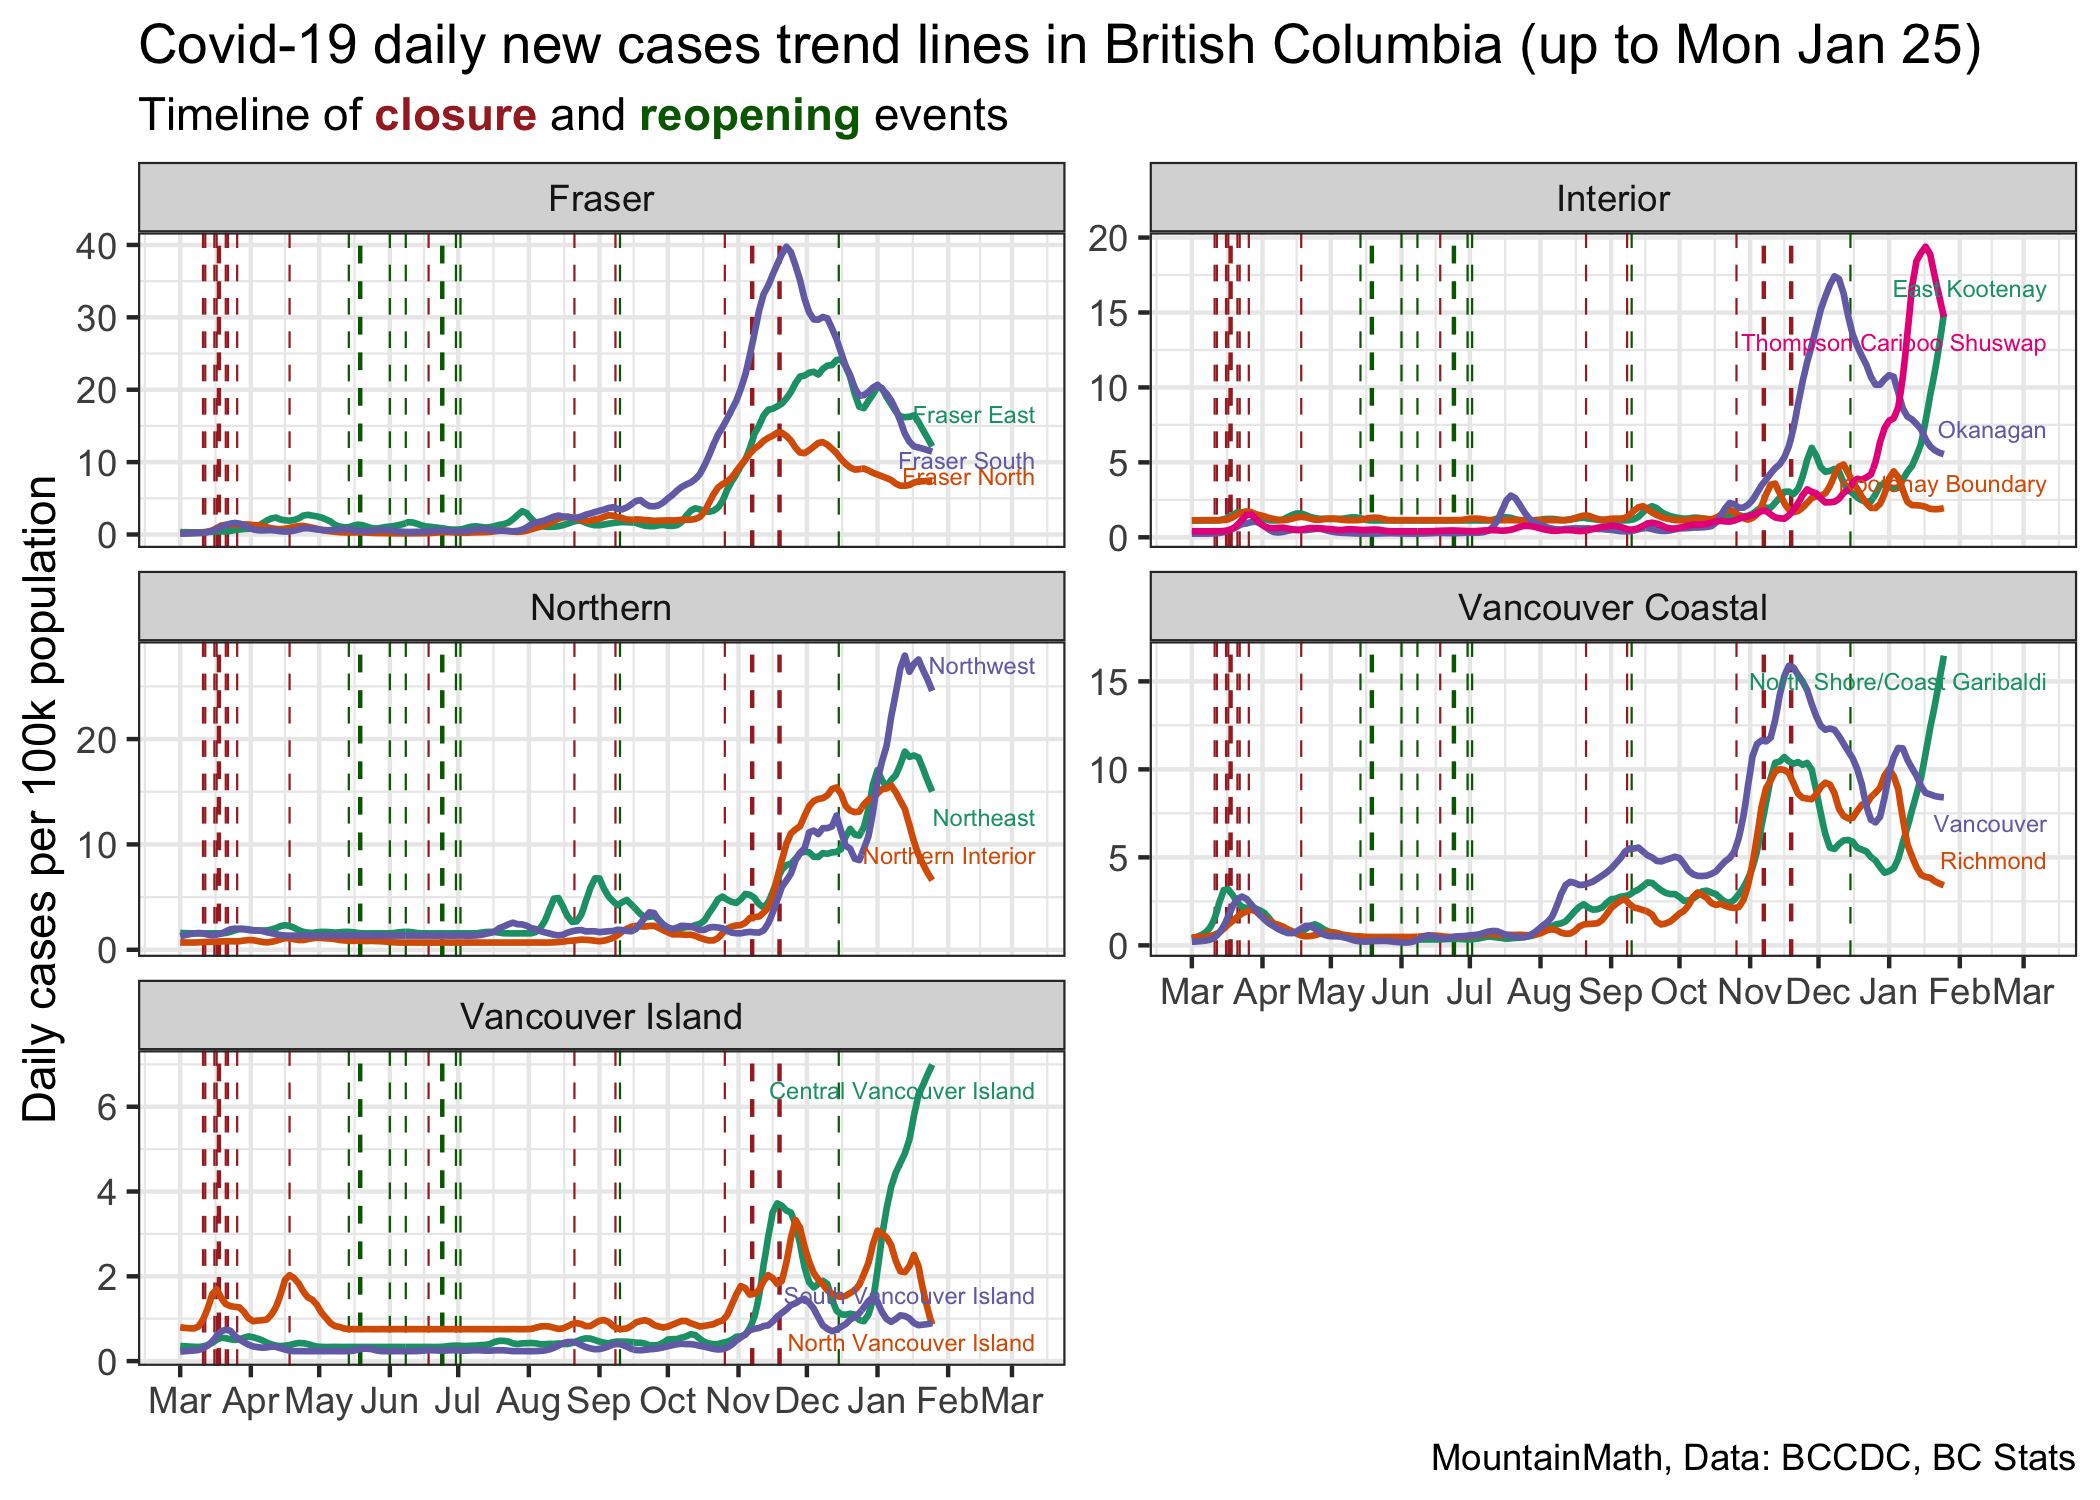 Covid-19 daily new cases trend lines in British Columbia (up to Mon Jan 25)
Timeline of closure and reopening events
Daily cases per 100k population
Fraser
40
30
20
10
0
Fraser East
Fraser South
Fraser North
Interior
20
15
10
5
0
East Kootenay
Thompson Cariboo Shuswap
Okanagan
Kootenay Boundary
Northern
20
10
0
Northwest
Northeast
Northern Interior
Vancouver Coastal
15
10
5
0
North Shore/Coast Garibaldi
Vancouver
Richmond
Mar Apr May Jun Jul Aug Sep Oct Nov Dec Jan Feb Mar
Vancouver Island
6
4
2
0
Central Vancouver Island
South Vancouver Island
North Vancouver Island
Mar Apr May Jun Jul Aug Sep Oct Nov Dec Jan Feb Mar
MountainMath, Data: BCCDC, BC Stats